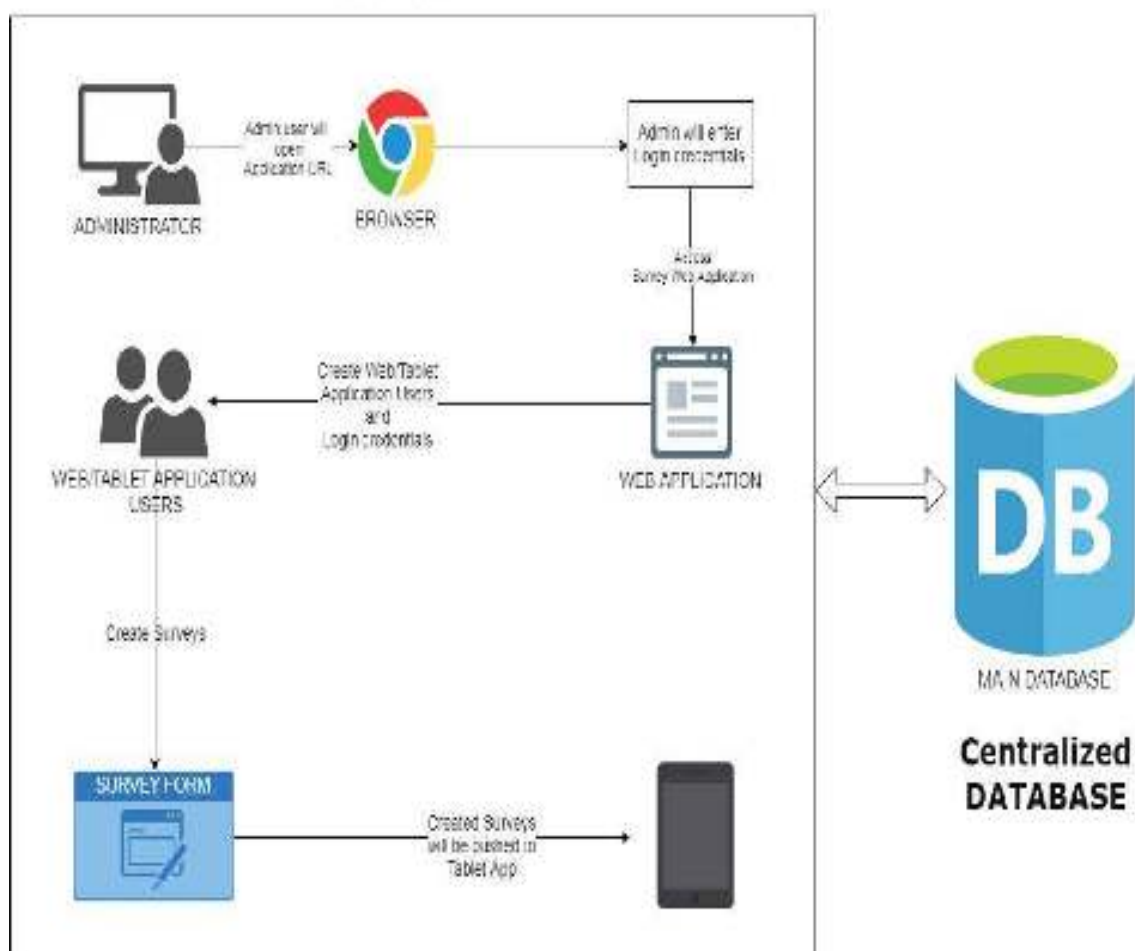 Admin user will
open
Application URL
Admin will enter
Login credentials
ADMINISTRATOR
BROWSER
Access
Survey Web Application
Create Web/Tablet
Application Users
and
Login credentials
WEB/TABLET APPLICATION
USERS
WEB APPLICATION
DB
Create Surveys
MAIN DATABASE
Centralized
DATABASE
SURVEY FORM
Created Surveys
will be pushed to
Tablet App